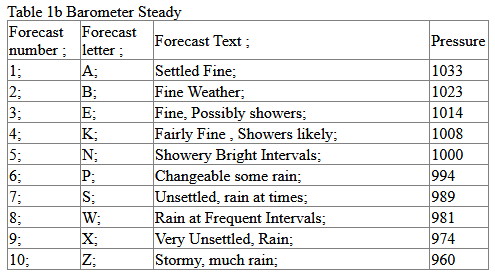 Table 1b Barometer Steady
Forecast number ; Forecast letter ; Forecast Text ; Pressure
1; A; Settled Fine; 1033
2; B; Fine Weather; 1023
3; E; Fine, Possibly showers; 1014
4; K; Fairly Fine , Showers likely; 1008
5; N; Showery Bright Intervals; 1000
6; P; Changeable some rain; 994
7; S; Unsettled, rain at times; 989
8; W; Rain at Frequent Intervals; 981
9; X; Very Unsettled, Rain; 974
10; Z; Stormy, much rain; 960